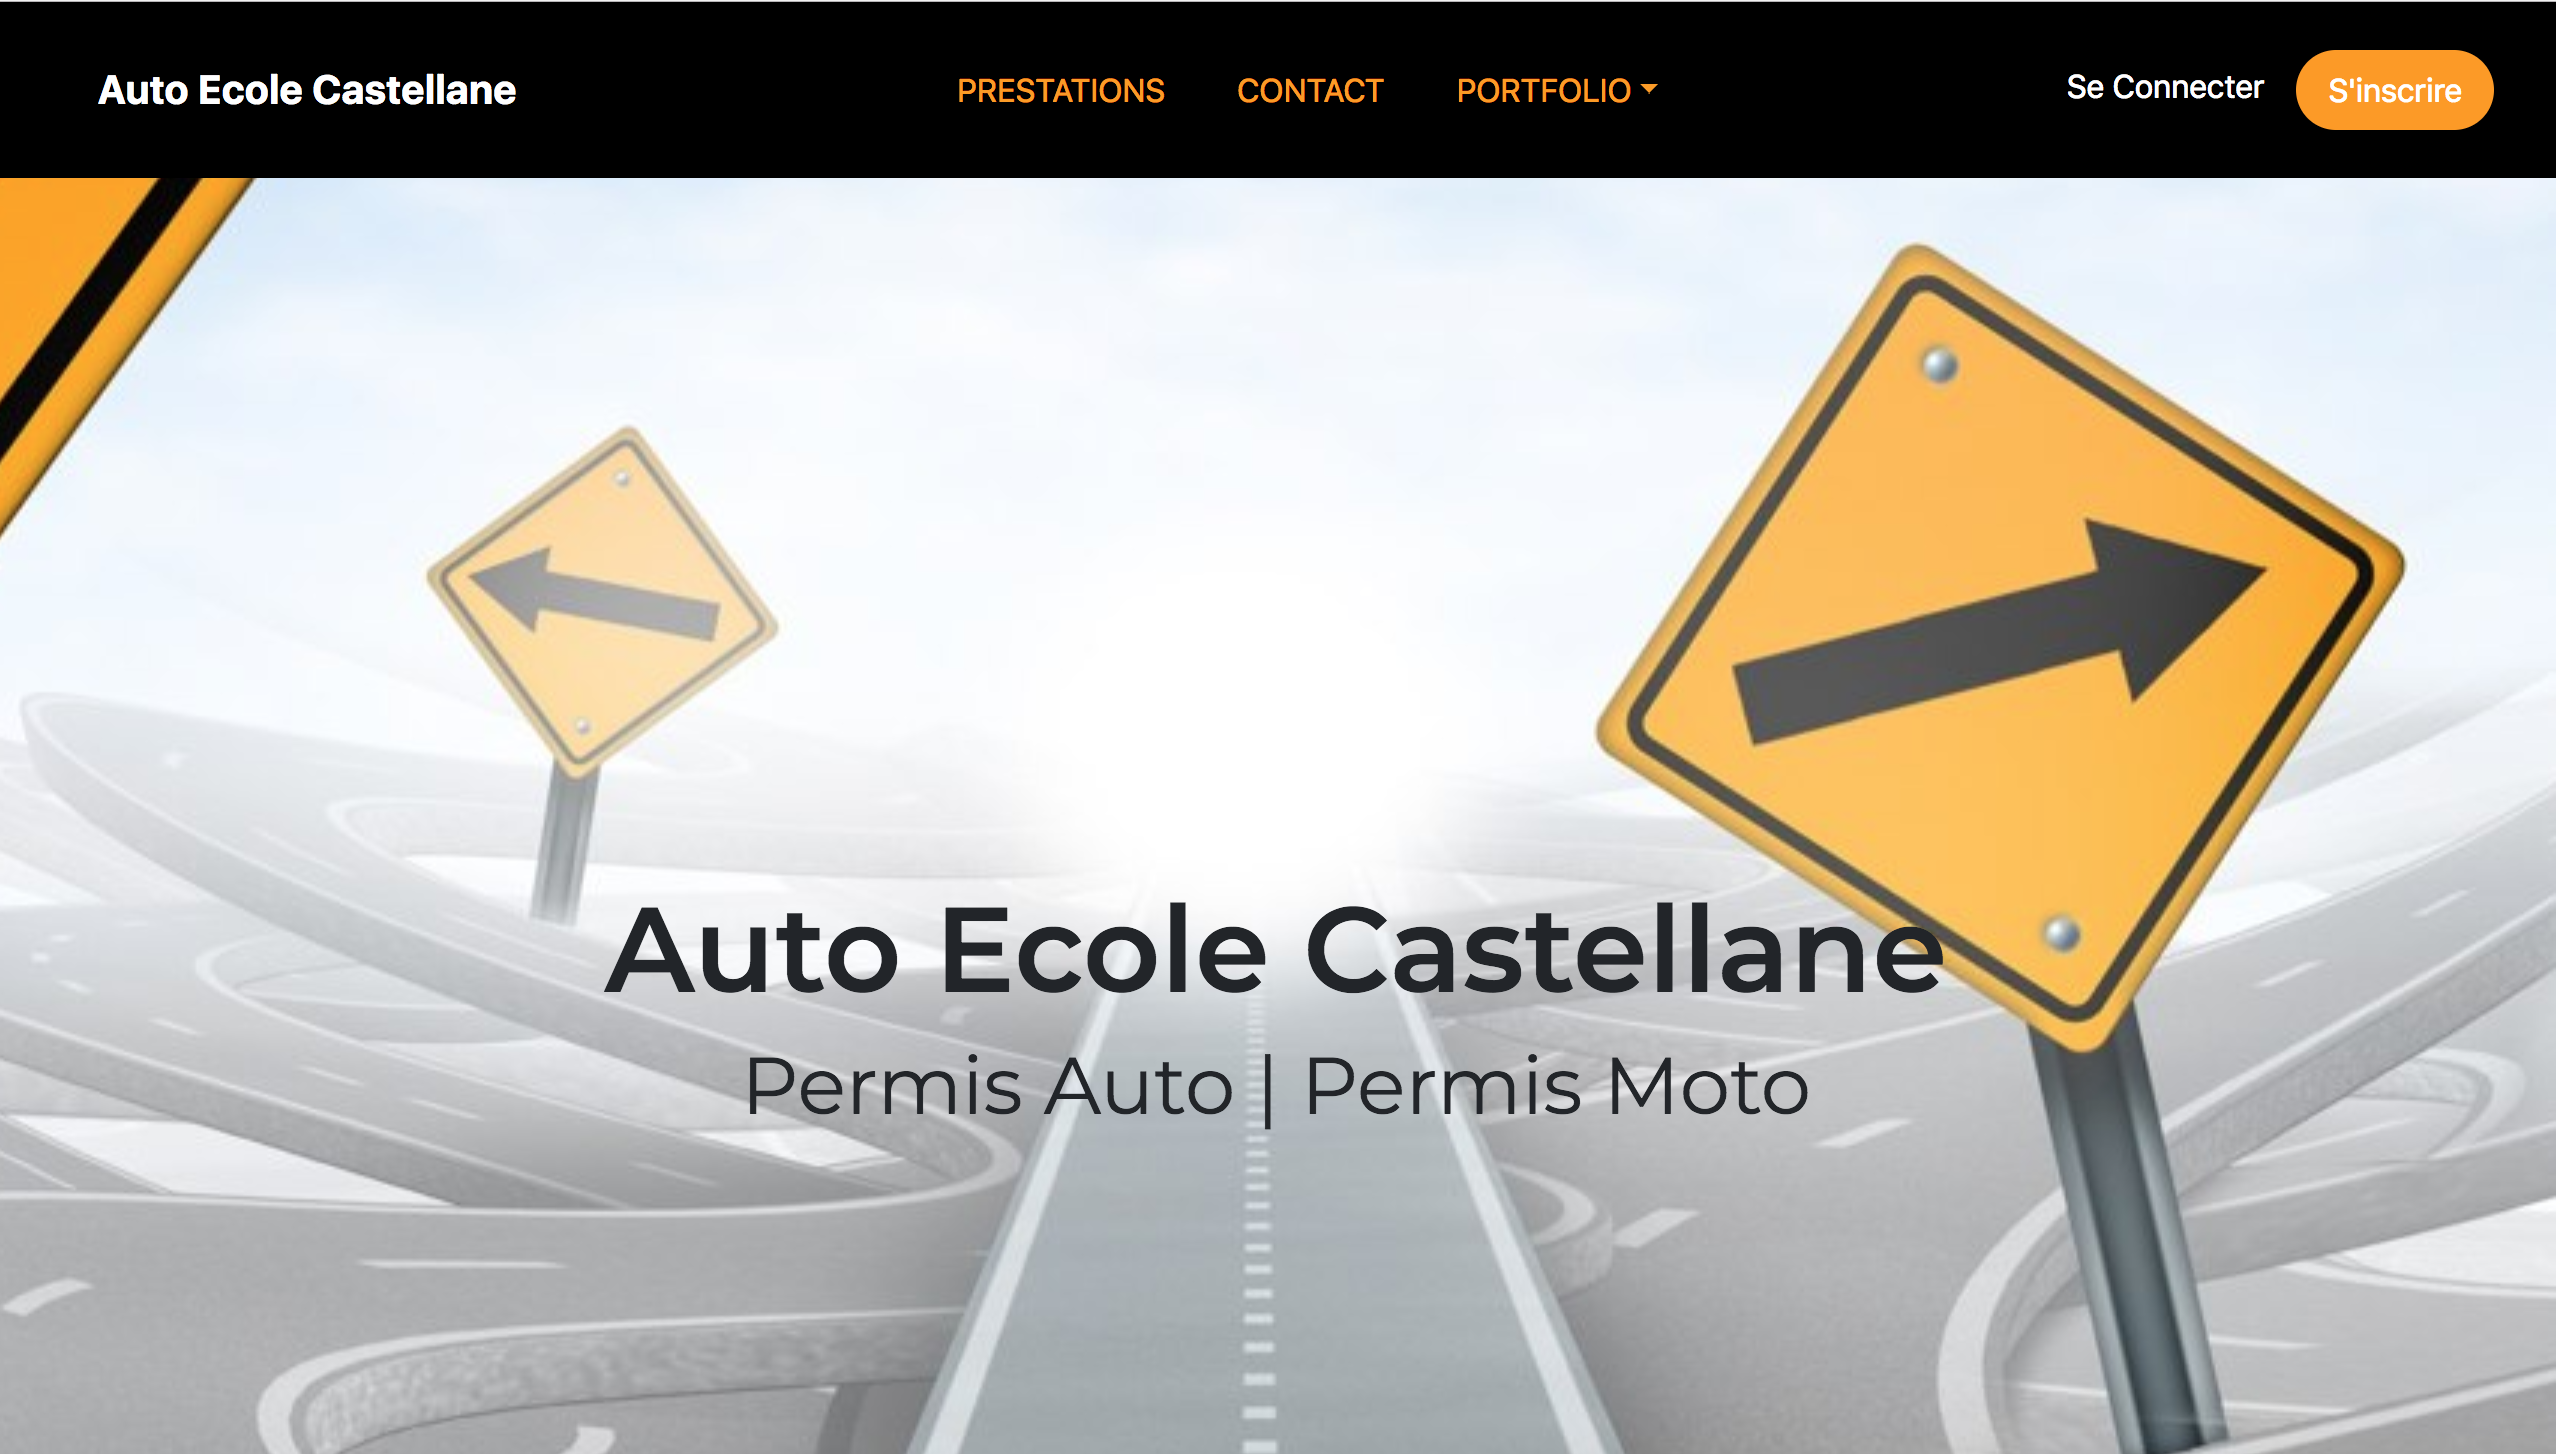 Auto Ecole Castellane
PRESTATIONS CONTACT PORTFOLIO
Se Connecter S'inscrire
Auto Ecole Castellane
Permis Auto | Permis Moto